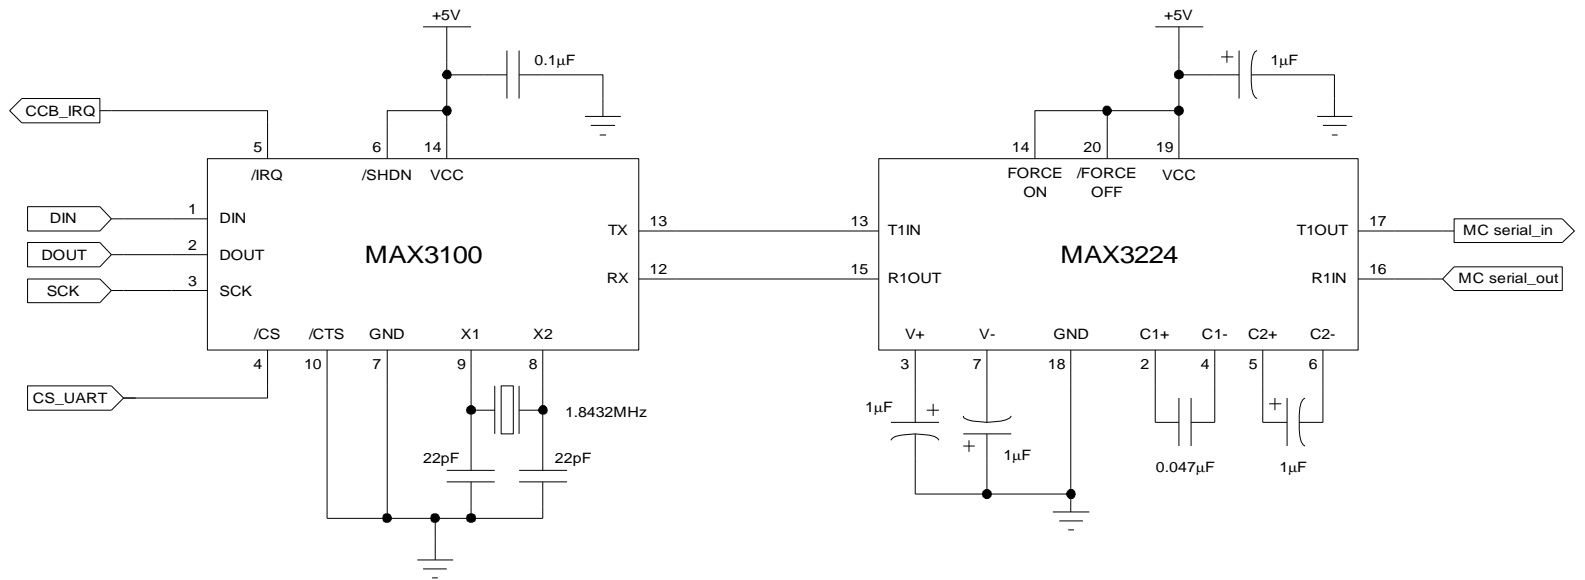 +5V
+5V
0.1µF
+
1µF
CCB_IRQ
5
6
14
14
20
19
/IRQ
/SHDN
VCC
FORCE
ON
/FORCE
OFF
VCC
DIN
1
DIN
DOUT
2
DOUT
SCK
3
SCK
MAX3100
TX
13
RX
12
13
T1IN
15
R1OUT
MAX3224
T1OUT
17
MC serial_in
R1IN
16
MC serial_out
/CS
/CTS
GND
X1
X2
V+
V-
GND
C1+
C1-
C2+
C2-
4
10
7
9
8
3
7
18
2
4
5
6
CS_UART
1.8432MHz
22pF
22pF
1µF
+
+
1µF
0.047µF
+
1µF